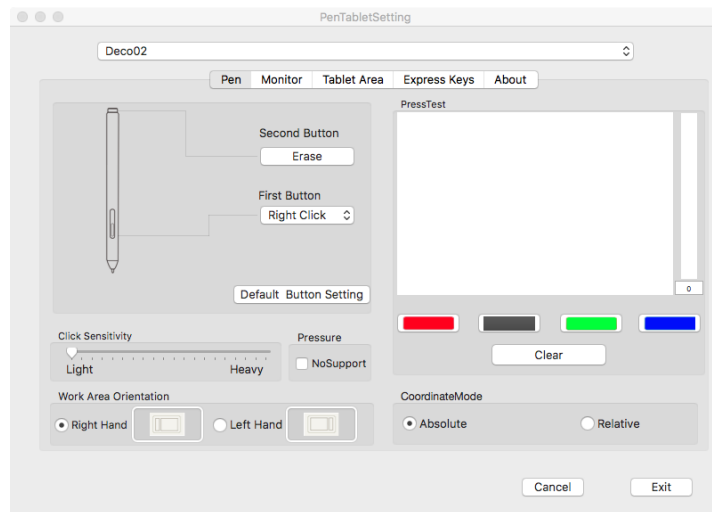 PenTabletSetting
Deco02
Pen Monitor Tablet Area Express Keys About
Second Button
Erase
First Button
Right Click
Default Button Setting
PressTest
0
Clear
Click Sensitivity
Light Heavy
Pressure
NoSupport
Work Area Orientation
Right Hand Left Hand
CoordinateMode
Absolute Relative
Cancel Exit